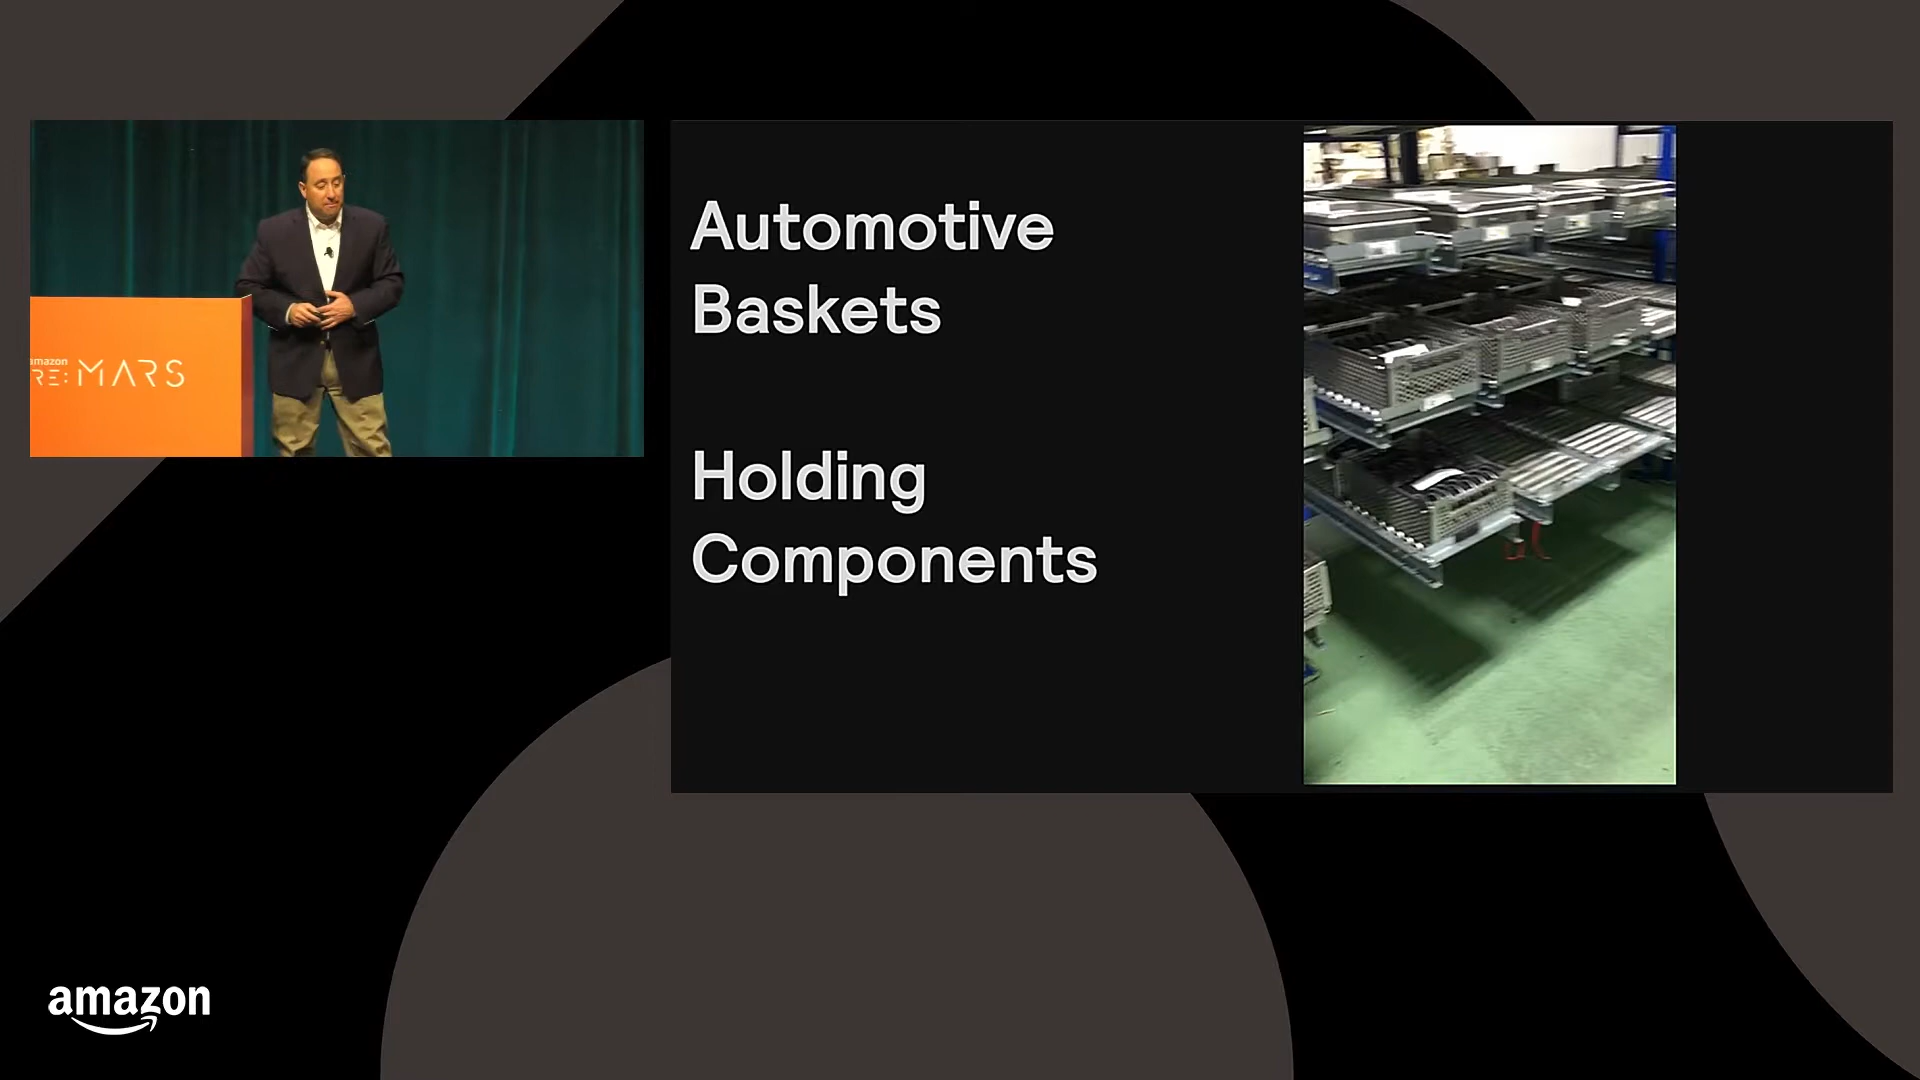 amazon
RE:MARS
Automotive
Baskets
Holding
Components
amazon